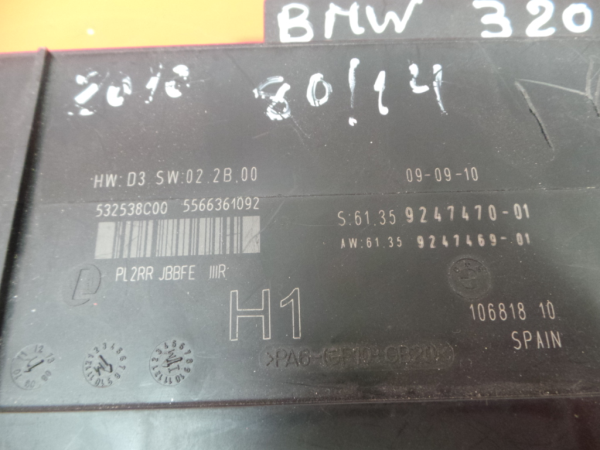 BMW 320
2010 80/14
HW: D3 SW:02.2B,00 09-09-10
532538C00 5566361092
S:61.35 9247470-01
AW:61.35 9247469-01
PL2RR JBBFE IIIR
H1
106818 10.
SPAIN